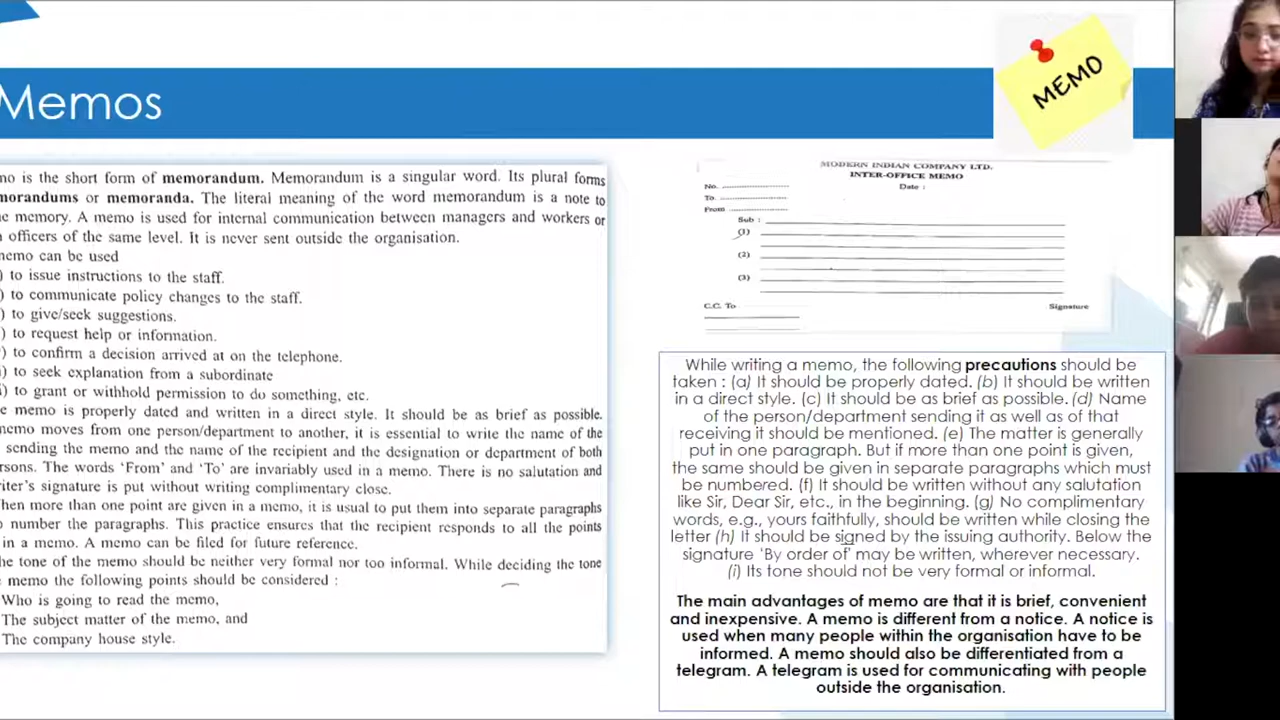 Memos
MEMO
no is the short form of memorandum. Memorandum is a singular word. Its plural forms
morandums or memoranda. The literal meaning of the word memorandum is a note to
e memory. A memo is used for internal communication between managers and workers or
officers of the same level. It is never sent outside the organisation.
nemo can be used
) to issue instructions to the staff.
) to communicate policy changes to the staff.
) to give/seek suggestions.
) to request help or information.
) to confirm a decision arrived at on the telephone.
) to seek explanation from a subordinate
) to grant or withhold permission to do something, etc.
e memo is properly dated and written in a direct style. It should be as brief as possible.
nemo moves from one person/department to another, it is essential to write the name of the
sending the memo and the name of the recipient and the designation or department of both
rsons. The words 'From' and 'To' are invariably used in a memo. There is no salutation and
riter's signature is put without writing complimentary close.
hen more than one point are given in a memo, it is usual to put them into separate paragraphs
o number the paragraphs. This practice ensures that the recipient responds to all the points
in a memo. A memo can be filed for future reference.
he tone of the memo should be neither very formal nor too informal. While deciding the tone
memo the following points should be considered :
Who is going to read the memo,
The subject matter of the memo, and
The company house style.
MODERN INDIAN COMPANY LTD.
INTER-OFFICE MEMO
No. Date :
To.
From
Sub :
(1)
(2)
(3)
C.C. To Signature
While writing a memo, the following precautions should be
taken : (a) It should be properly dated. (b) It should be written
in a direct style. (c) It should be as brief as possible. (d) Name
of the person/department sending it as well as of that
receiving it should be mentioned. (e) The matter is generally
put in one paragraph. But if more than one point is given,
the same should be given in separate paragraphs which must
be numbered. (f) It should be written without any salutation
like Sir, Dear Sir, etc., in the beginning. (g) No complimentary
words, e.g., yours faithfully, should be written while closing the
letter (h) It should be signed by the issuing authority. Below the
signature 'By order of' may be written, wherever necessary.
(i) Its tone should not be very formal or informal.
The main advantages of memo are that it is brief, convenient
and inexpensive. A memo is different from a notice. A notice is
used when many people within the organisation have to be
informed. A memo should also be differentiated from a
telegram. A telegram is used for communicating with people
outside the organisation.